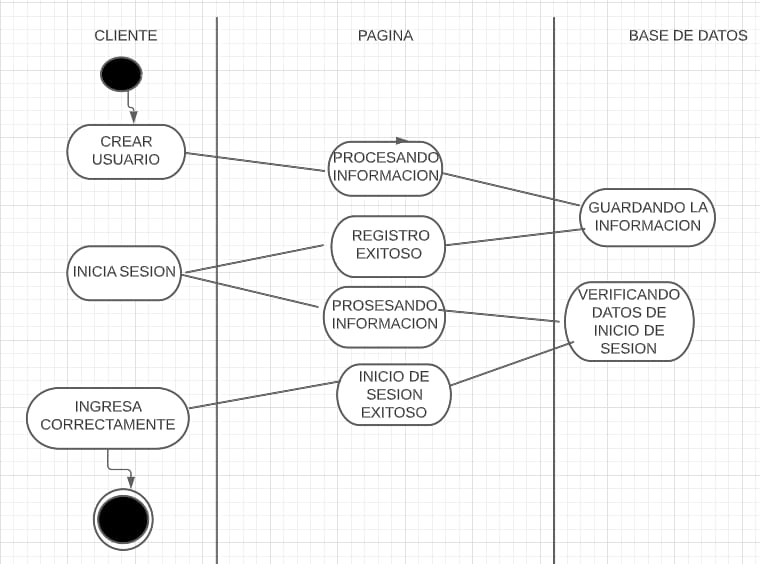 CLIENTE
PAGINA
BASE DE DATOS
CREAR
USUARIO
PROCESANDO
INFORMACION
GUARDANDO LA
INFORMACION
REGISTRO
EXITOSO
INICIA SESION
PROSESANDO
INFORMACION
VERIFICANDO
DATOS DE
INICIO DE
SESION
INICIO DE
SESION
EXITOSO
INGRESA
CORRECTAMENTE